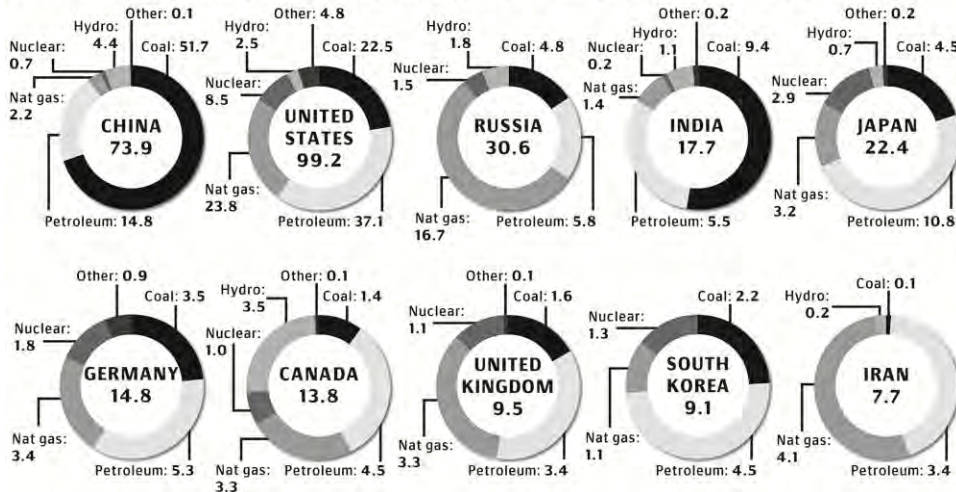 Other: 0.1
Hydro:
4.4
Nuclear:
0.7
Coal: 51.7
Nat gas:
2.2
CHINA
73.9
Petroleum: 14.8
Other: 4.8
Hydro:
2.5
Coal: 22.5
Nuclear:
8.5
UNITED
STATES
99.2
Nat gas:
23.8
Petroleum: 37.1
Hydro:
1.8
Coal: 4.8
Nuclear:
1.5
RUSSIA
30.6
Nat gas:
16.7
Petroleum:
5.8
Other:
0.2
Hydro:
1.1
Nuclear:
0.2
Coal: 9.4
Nat gas:
1.4
INDIA
17.7
Petroleum:
5.5
Other:
0.2
Hydro:
0.7
Coal: 4.5
Nuclear:
2.9
JAPAN
22.4
Nat gas:
3.2
Petroleum:
10.8
Other: 0.9
Coal: 3.5
Nuclear:
1.8
GERMANY
14.8
Nat gas:
3.4
Petroleum: 5.3
Other: 0.1
Hydro:
3.5
Coal: 1.4
Nuclear:
1.0
CANADA
13.8
Nat gas:
3.3
Petroleum: 4.5
Other: 0.1
Coal: 1.6
Nuclear:
1.1
UNITED
KINGDOM
9.5
Nat gas:
3.3
Petroleum: 3.4
Coal: 2.2
Nuclear:
1.3
SOUTH
KOREA
9.1
Nat gas:
1.1
Petroleum: 4.5
Coal:
0.1
Hydro:
0.2
IRAN
7.7
Nat gas:
4.1
Petroleum: 3.4